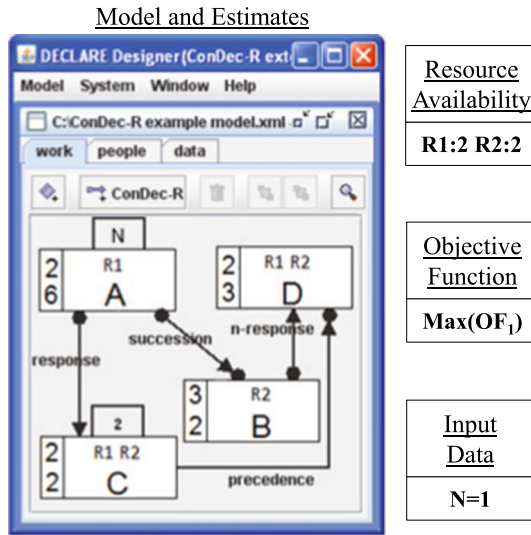 Model and Estimates
DECLARE Designer(ConDec-R ext
Model System Window Help
C:\ConDec-R example model.xml
work people data
ConDec-R
N
2
6
R1
A
2
3
R1 R2
D
succession
n-response
response
3
2
R2
B
2
2
2
R1 R2
C
precedence
Resource
Availability
R1:2 R2:2
Objective
Function
Max(OF₁)
Input
Data
N=1